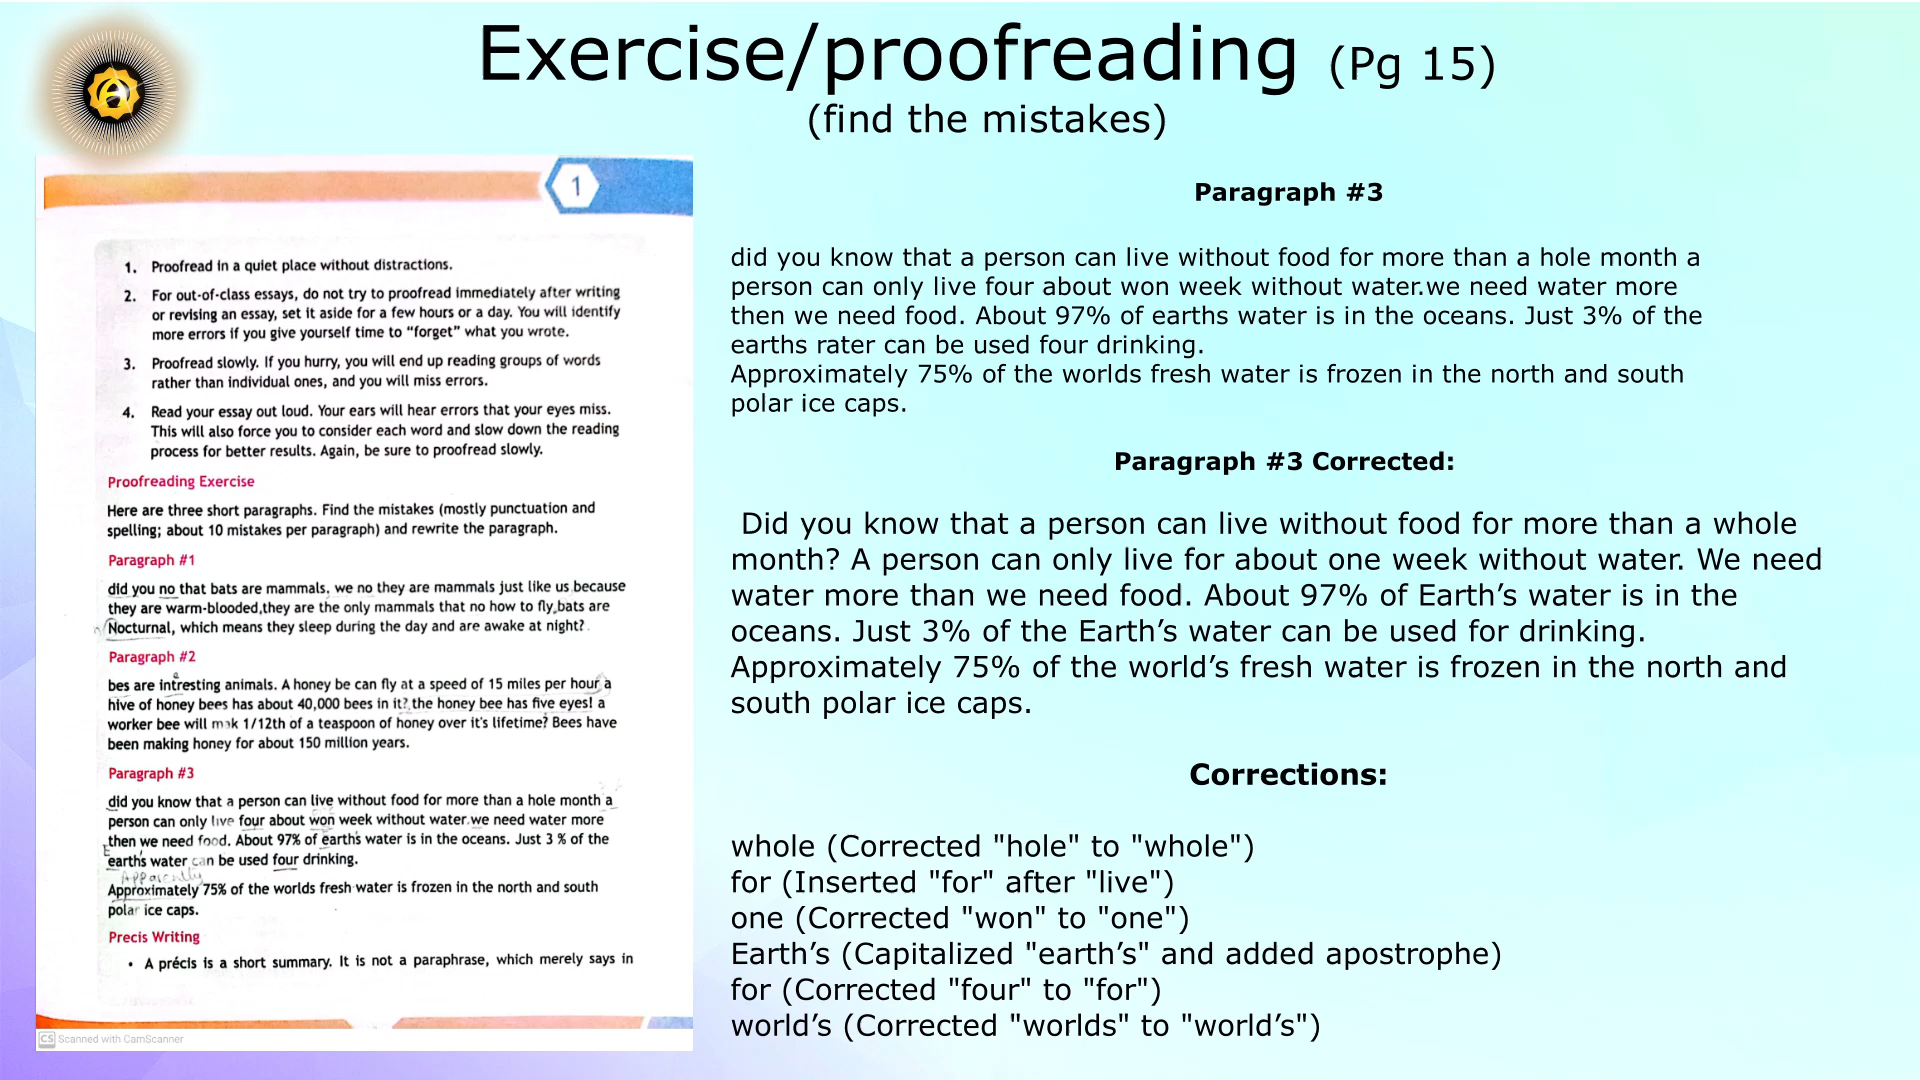 Exercise/proofreading (Pg 15)
(find the mistakes)
1
1. Proofread in a quiet place without distractions.
2. For out-of-class essays, do not try to proofread immediately after writing
or revising an essay, set it aside for a few hours or a day. You will identify
more errors if you give yourself time to “forget” what you wrote.
3. Proofread slowly. If you hurry, you will end up reading groups of words
rather than individual ones, and you will miss errors.
4. Read your essay out loud. Your ears will hear errors that your eyes miss.
This will also force you to consider each word and slow down the reading
process for better results. Again, be sure to proofread slowly.
Proofreading Exercise
Here are three short paragraphs. Find the mistakes (mostly punctuation and
spelling; about 10 mistakes per paragraph) and rewrite the paragraph.
Paragraph #1
did you no that bats are mammals, we no they are mammals just like us because
they are warm-blooded,they are the only mammals that no how to fly,bats are
Nocturnal, which means they sleep during the day and are awake at night?
Paragraph #2
e
bes are intresting animals. A honey be can fly at a speed of 15 miles per hour a
hive of honey bees has about 40,000 bees in it? the honey bee has five eyes! a
worker bee will mak 1/12th of a teaspoon of honey over it's lifetime? Bees have
been making honey for about 150 million years.
Paragraph #3
did you know that a person can live without food for more than a hole month a
person can only live four about won week without water.we need water more
then we need food. About 97% of earth's water is in the oceans. Just 3 % of the
E
earth's water can be used four drinking.
Apparently
Approximately 75% of the worlds fresh water is frozen in the north and south
polar ice caps.
Precis Writing
• A précis is a short summary. It is not a paraphrase, which merely says in
CS Scanned with CamScanner
Paragraph #3
did you know that a person can live without food for more than a hole month a
person can only live four about won week without water.we need water more
then we need food. About 97% of earths water is in the oceans. Just 3% of the
earths rater can be used four drinking.
Approximately 75% of the worlds fresh water is frozen in the north and south
polar ice caps.
Paragraph #3 Corrected:
Did you know that a person can live without food for more than a whole
month? A person can only live for about one week without water. We need
water more than we need food. About 97% of Earth’s water is in the
oceans. Just 3% of the Earth’s water can be used for drinking.
Approximately 75% of the world’s fresh water is frozen in the north and
south polar ice caps.
Corrections:
whole (Corrected "hole" to "whole")
for (Inserted "for" after "live")
one (Corrected "won" to "one")
Earth’s (Capitalized "earth’s" and added apostrophe)
for (Corrected "four" to "for")
world’s (Corrected "worlds" to "world’s")